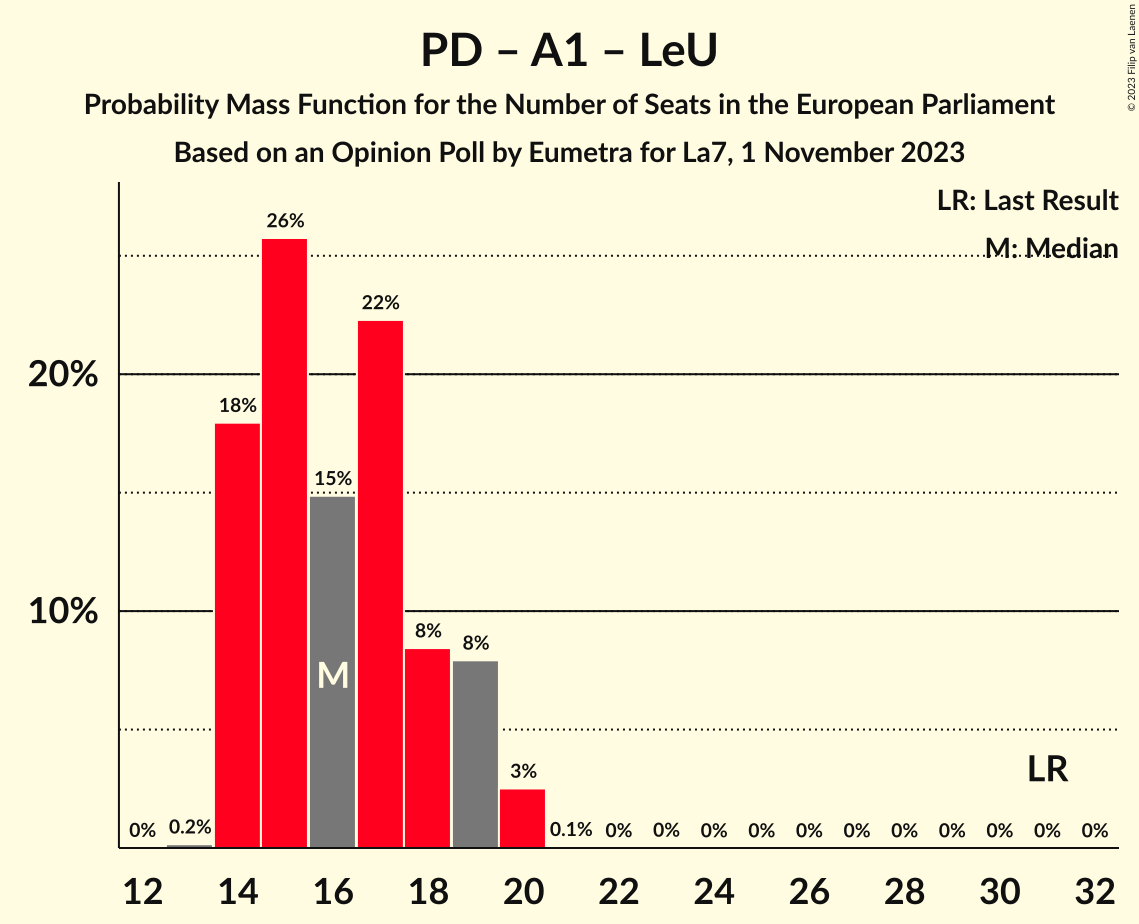 PD – A1 – LeU
Probability Mass Function for the Number of Seats in the European Parliament
Based on an Opinion Poll by Eumetra for La7, 1 November 2023
© 2023 Filip van Laenen
LR: Last Result
M: Median
26%
22%
20%
18%
15%
10%
8%
8%
M
3%
LR
0% 0.2% 0.1% 0% 0% 0% 0% 0% 0% 0% 0% 0% 0% 0%
12 14 16 18 20 22 24 26 28 30 32